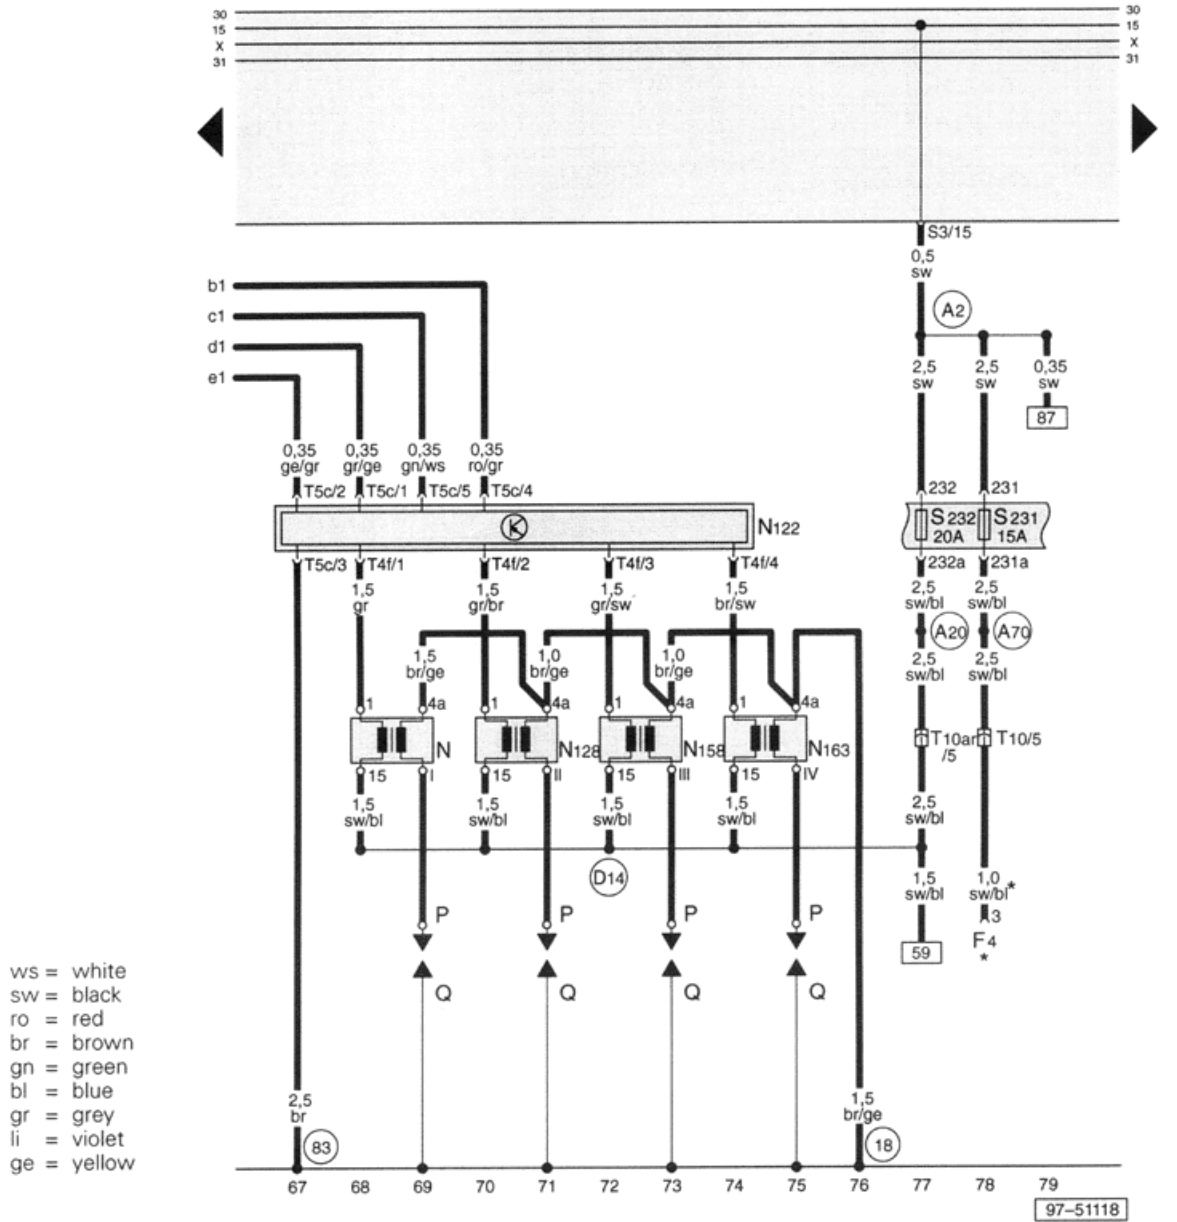 30 30
15 15
X X
31 31
S3/15
0,5
sw
b1
c1
A2
d1
e1
2,5 2,5 0,35
sw sw sw
87
0,35 0,35 0,35 0,35
ge/gr gr/ge gn/ws ro/gr
T5c/2 T5c/1 T5c/5 T5c/4
232 231
N122
S 232 S 231
20A 15A
T5c/3 T4f/1 T4f/2 T4f/3 T4f/4
232a 231a
1,5 1,5 1,5 1,5
gr gr/br gr/sw br/sw
2,5 2,5
sw/bl sw/bl
A20 A70
1,5 1,0 1,0
br/ge br/ge br/ge
2,5 2,5
sw/bl sw/bl
1 4a 1 4a 1 4a 1 4a
N N128 N158 N163
T10ar T10/5
/5
15 I 15 II 15 III 15 IV
1,5 1,5 1,5 1,5
sw/bl sw/bl sw/bl sw/bl
2,5
sw/bl
D14
1,5 1,0
sw/bl sw/bl*
P P P P
3
F4
*
59
Q Q Q Q
ws = white
sw = black
ro = red
br = brown
gn = green
bl = blue
gr = grey
li = violet
ge = yellow
2,5 1,5
br br/ge
83 18
67 68 69 70 71 72 73 74 75 76 77 78 79
97–51118